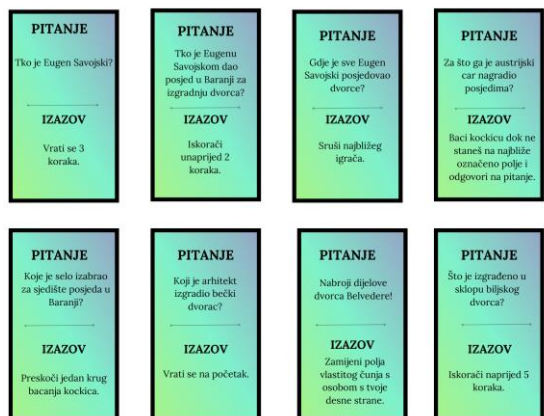 PITANJE
Tko je Eugen Savojski?
IZAZOV
Vrati se 3
koraka.
PITANJE
Tko je Eugenu
Savojskom dao
posjed u Baranji za
izgradnju dvorca?
IZAZOV
Iskorači
unaprijed 2
koraka.
PITANJE
Gdje je sve Eugen
Savojski posjedovao
dvorce?
IZAZOV
Sruši najbližeg
igrača.
PITANJE
Za što ga je austrijski
car nagradio
posjedima?
IZAZOV
Baci kockicu dok ne
staneš na najbliže
označeno polje i
odgovori na pitanje.
PITANJE
Koje je selo izabrao
za sjedište posjeda u
Baranji?
IZAZOV
Preskoči jedan krug
bacanja kockica.
PITANJE
Koji je arhitekt
izgradio bečki
dvorac?
IZAZOV
Vrati se na početak.
PITANJE
Nabroji dijelove
dvorca Belvedere!
IZAZOV
Zamijeni polja
vlastitog čunja s
osobom s tvoje
desne strane.
PITANJE
Što je izgrađeno u
sklopu biljskog
dvorca?
IZAZOV
Iskorači naprijed 5
koraka.